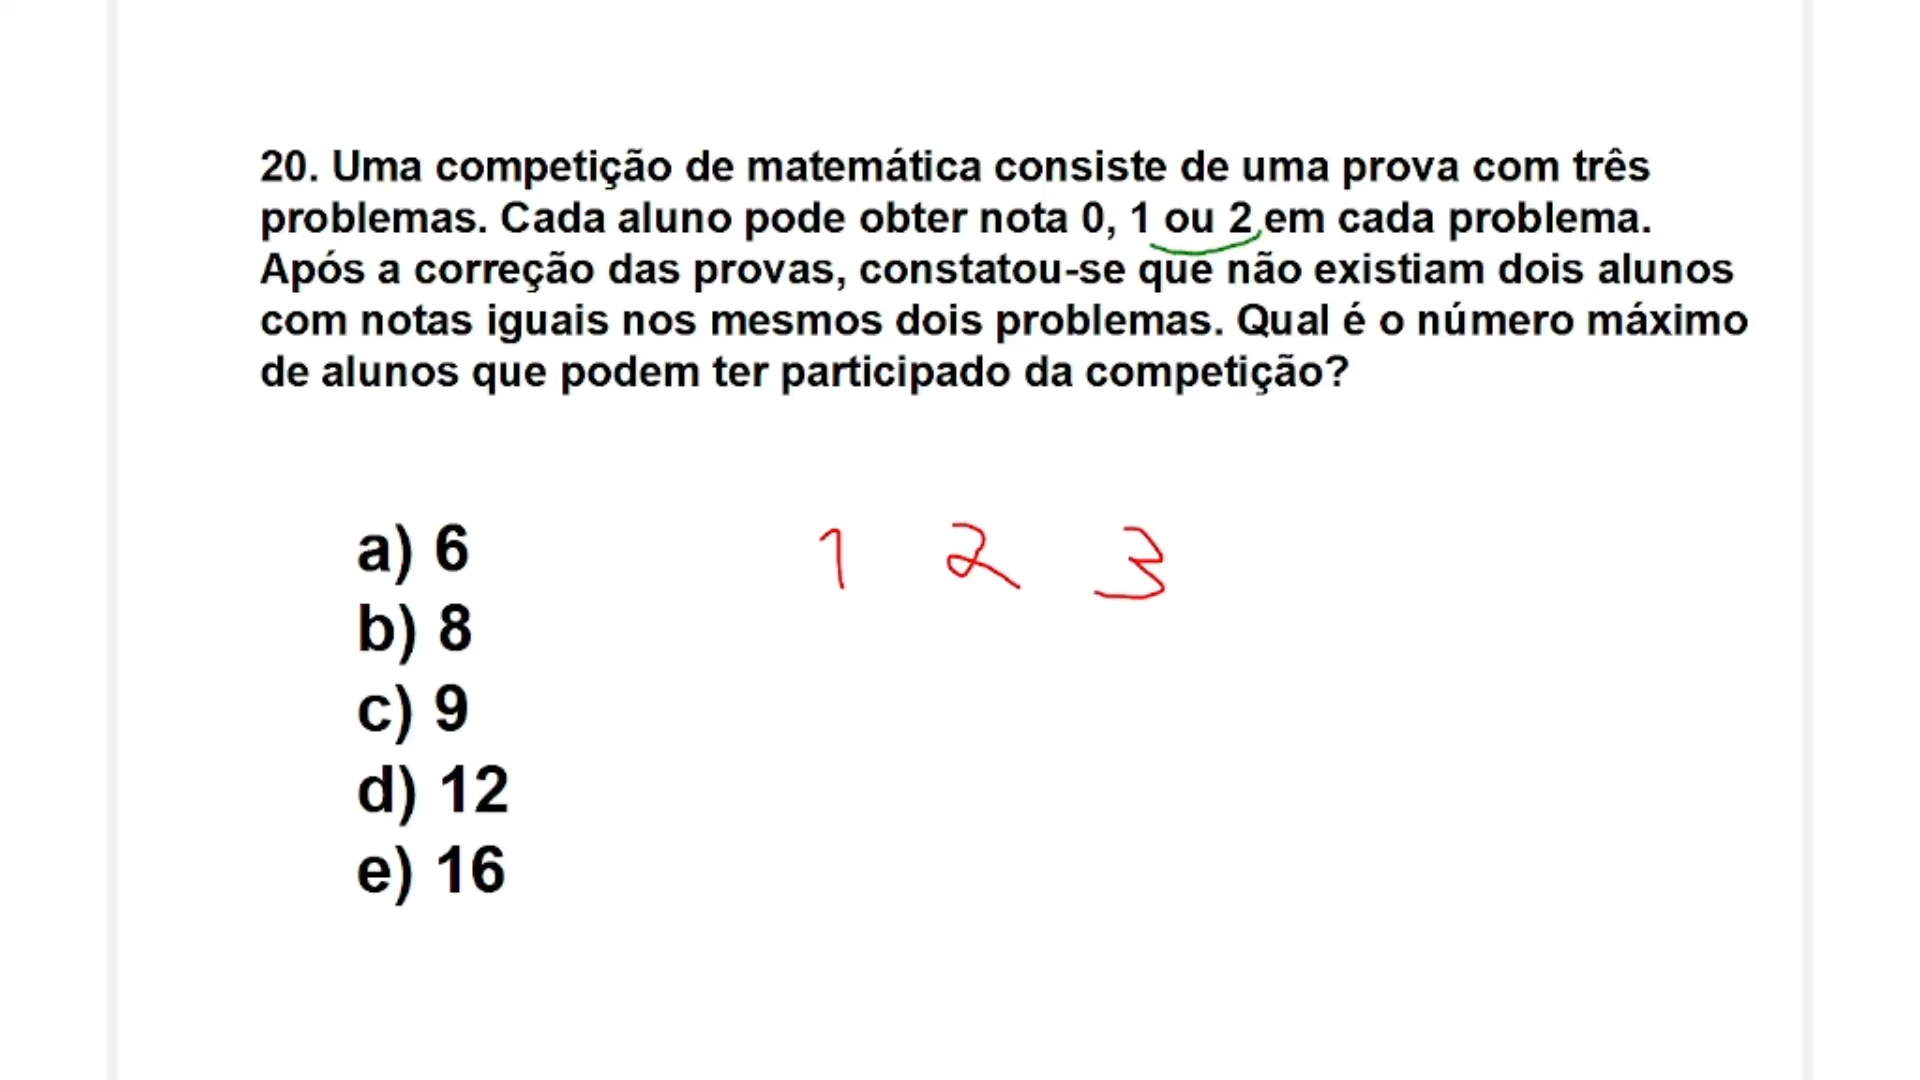 20. Uma competição de matemática consiste de uma prova com três
problemas. Cada aluno pode obter nota 0, 1 ou 2 em cada problema.
Após a correção das provas, constatou-se que não existiam dois alunos
com notas iguais nos mesmos dois problemas. Qual é o número máximo
de alunos que podem ter participado da competição?
a) 6
1 2 3
b) 8
c) 9
d) 12
e) 16